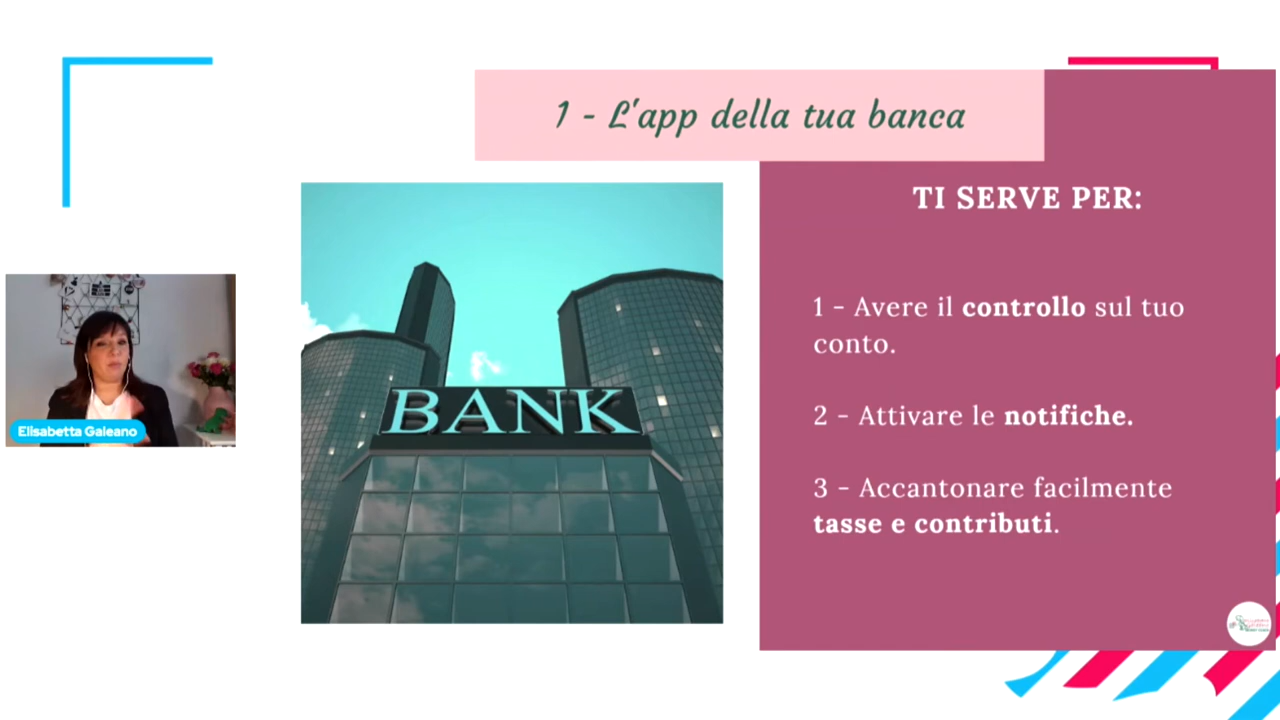 1 - L'app della tua banca
TI SERVE PER:
1 - Avere il controllo sul tuo
conto.
2 - Attivare le notifiche.
3 - Accantonare facilmente
tasse e contributi.
BANK
Elisabetta Galeano